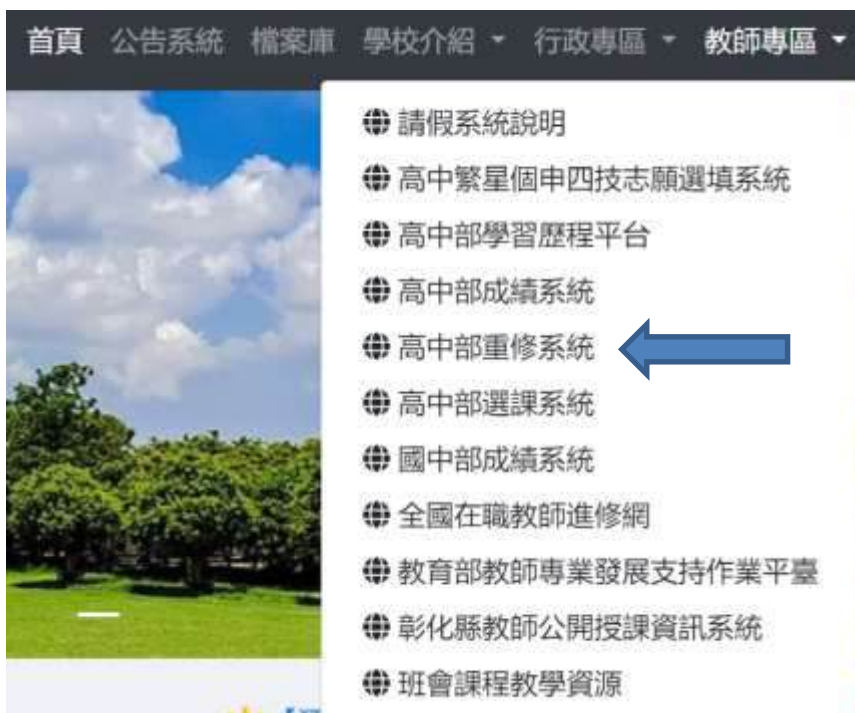 首頁 公告系統 檔案庫 學校介紹 行政專區 教師專區
請假系統說明
高中繁星個申四技志願選填系統
高中部學習歷程平台
高中部成績系統
高中部重修系統
高中部選課系統
國中部成績系統
全國在職教師進修網
教育部教師專業發展支持作業平臺
彰化縣教師公開授課資訊系統
班會課程教學資源